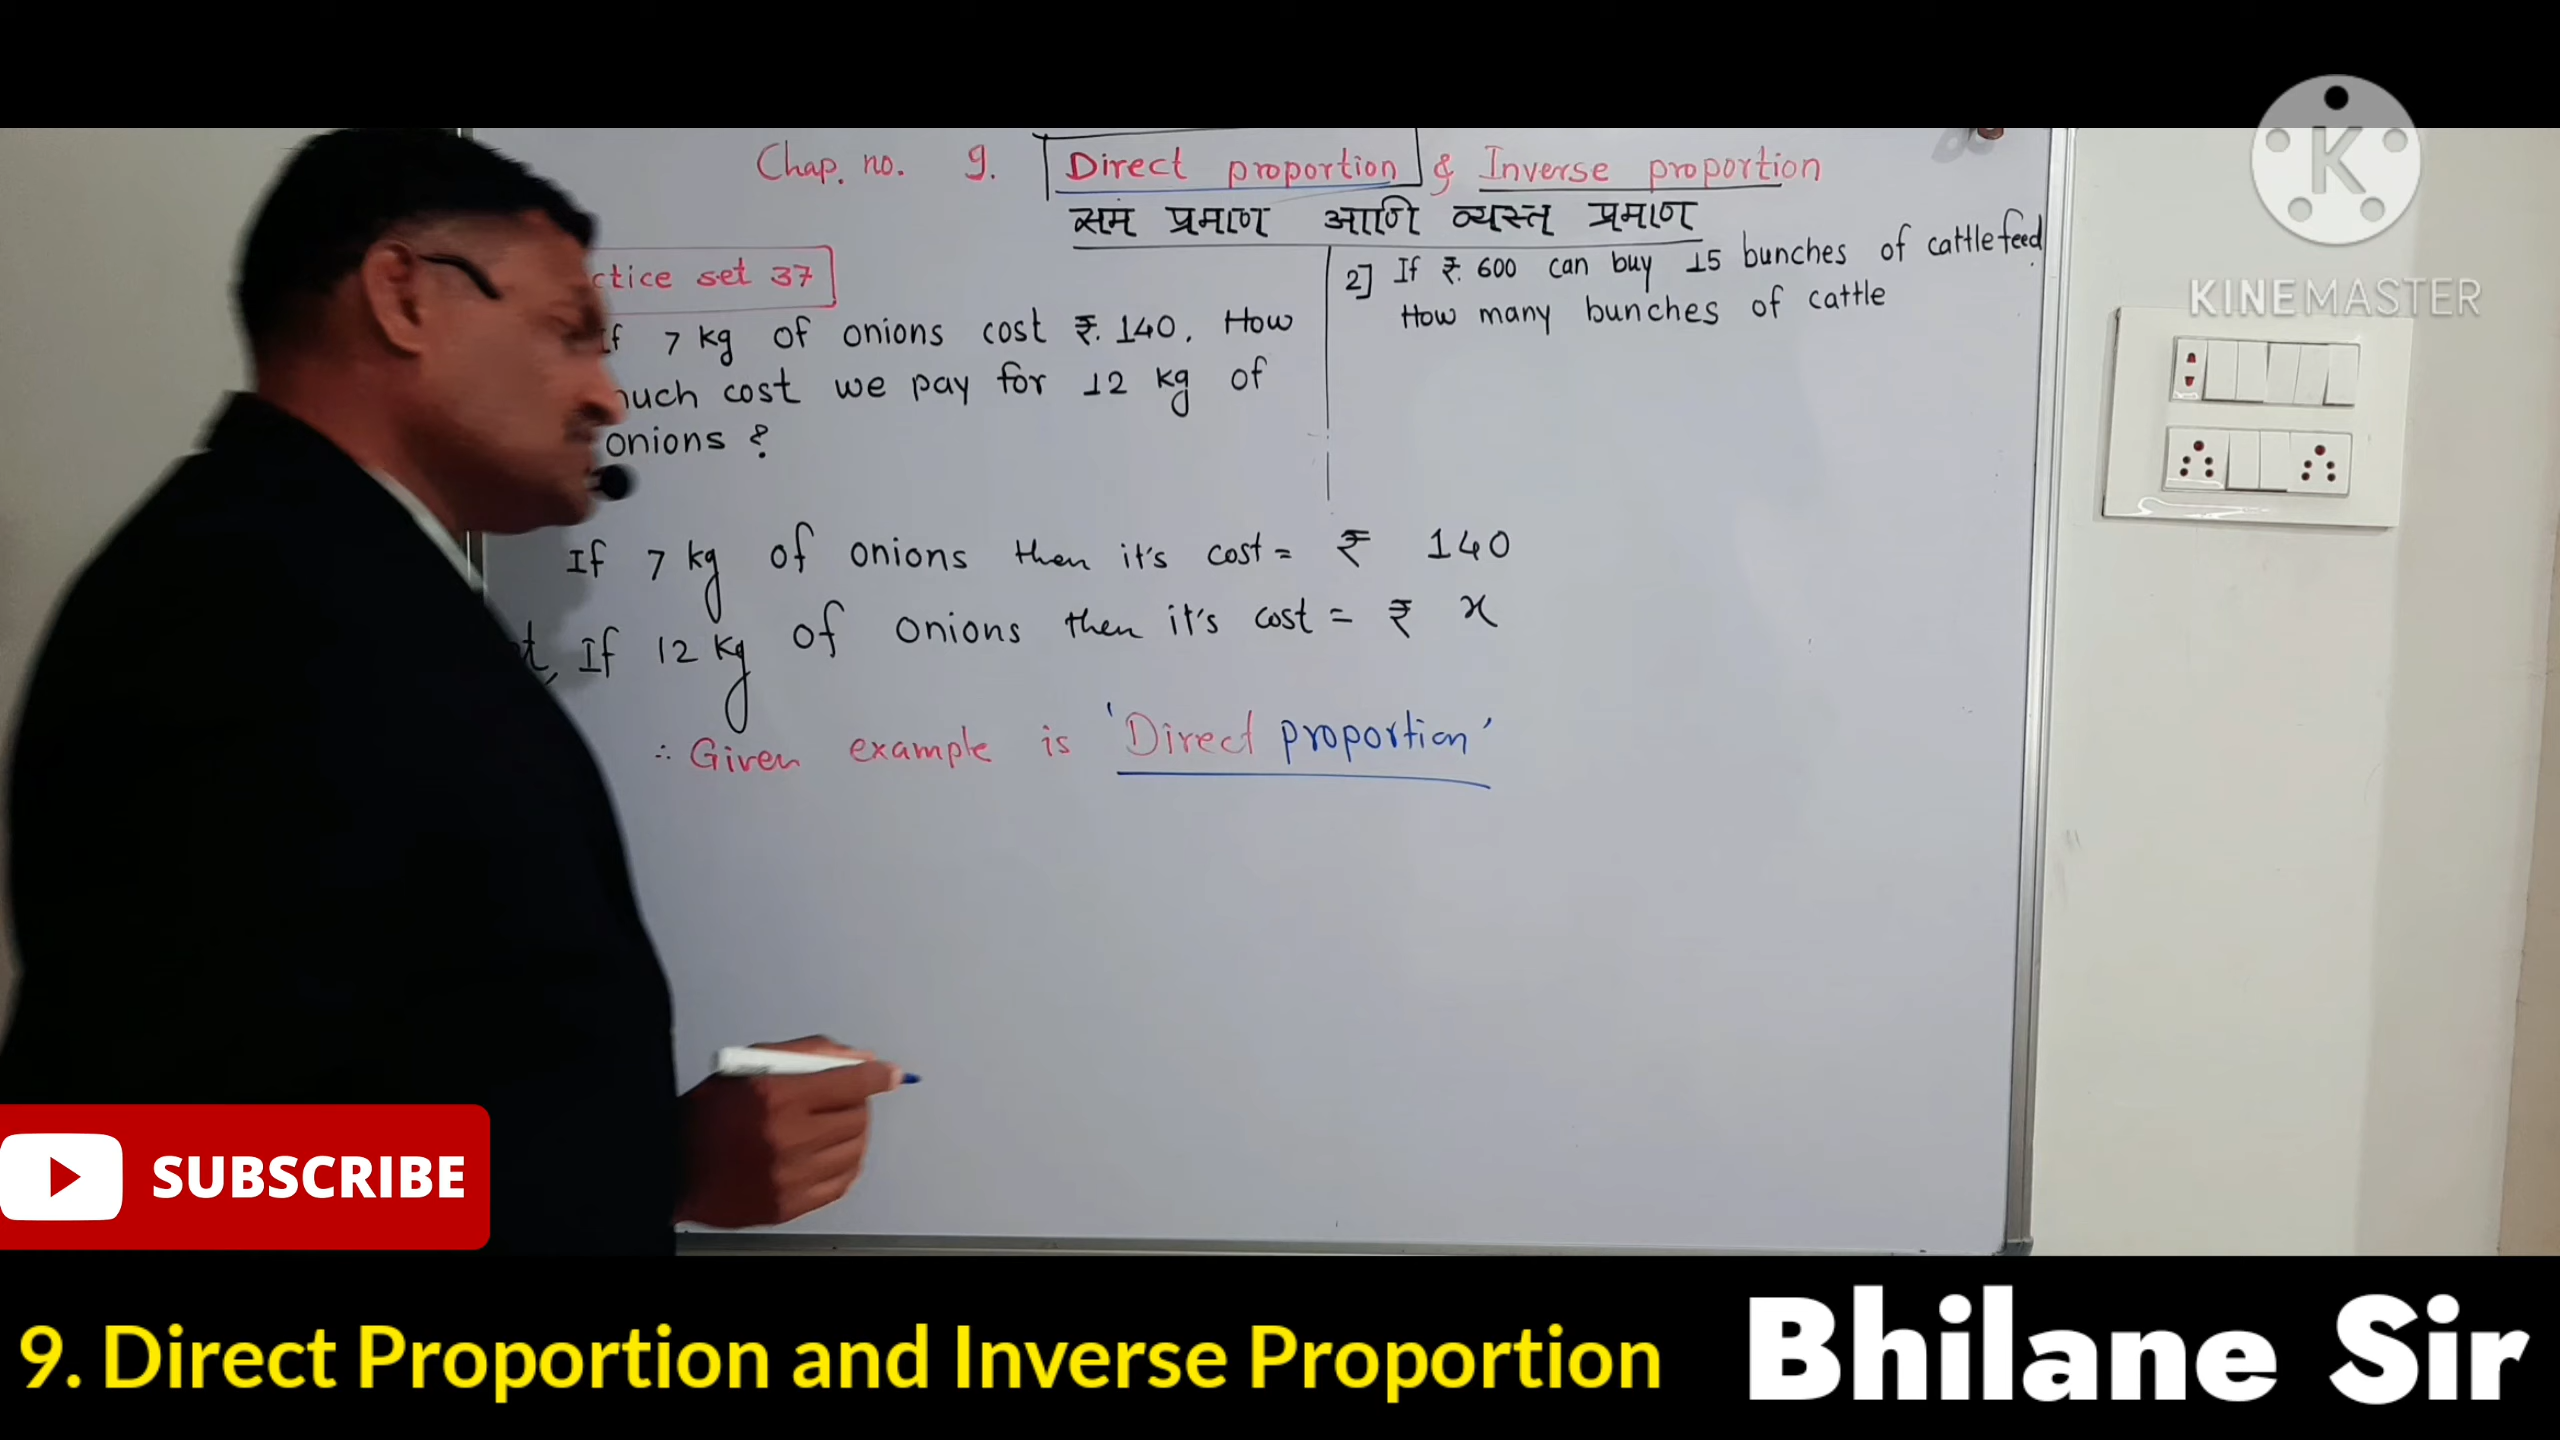 Chap. no. 9. Direct proportion & Inverse proportion
सम प्रमाण आणि व्यस्त प्रमाण
ctice set 37
If 7 kg of onions cost ₹. 140. How
much cost we pay for 12 kg of
onions ?
2] If ₹. 600 can buy 15 bunches of cattlefeed
How many bunches of cattle
If 7 kg of onions then it's cost = ₹ 140
If 12 kg of onions then it's cost = ₹ x
∴ Given example is 'Direct proportion'
KINEMASTER
SUBSCRIBE
9. Direct Proportion and Inverse Proportion
Bhilane Sir